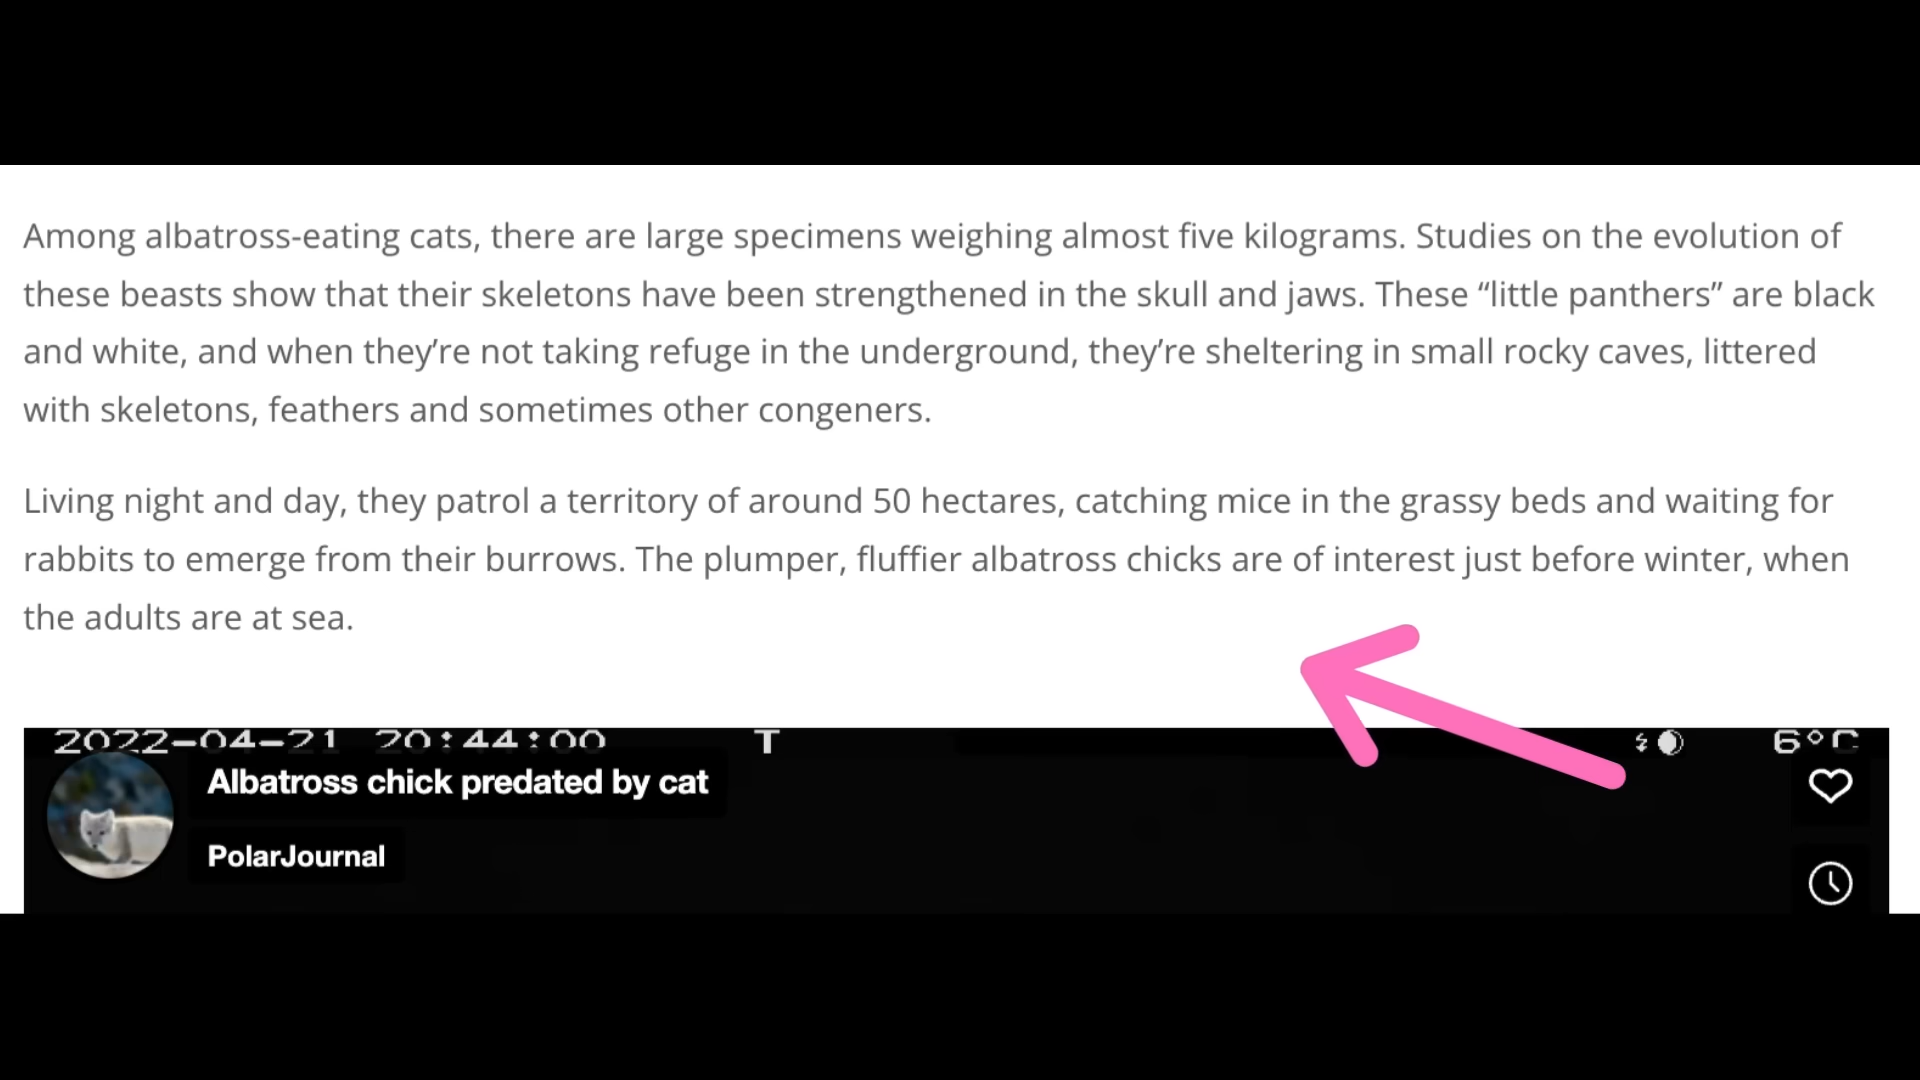 Among albatross-eating cats, there are large specimens weighing almost five kilograms. Studies on the evolution of
these beasts show that their skeletons have been strengthened in the skull and jaws. These “little panthers” are black
and white, and when they’re not taking refuge in the underground, they’re sheltering in small rocky caves, littered
with skeletons, feathers and sometimes other congeners.
Living night and day, they patrol a territory of around 50 hectares, catching mice in the grassy beds and waiting for
rabbits to emerge from their burrows. The plumper, fluffier albatross chicks are of interest just before winter, when
the adults are at sea.
2022-04-21 20:44:00 T 6°C
Albatross chick predated by cat
PolarJournal